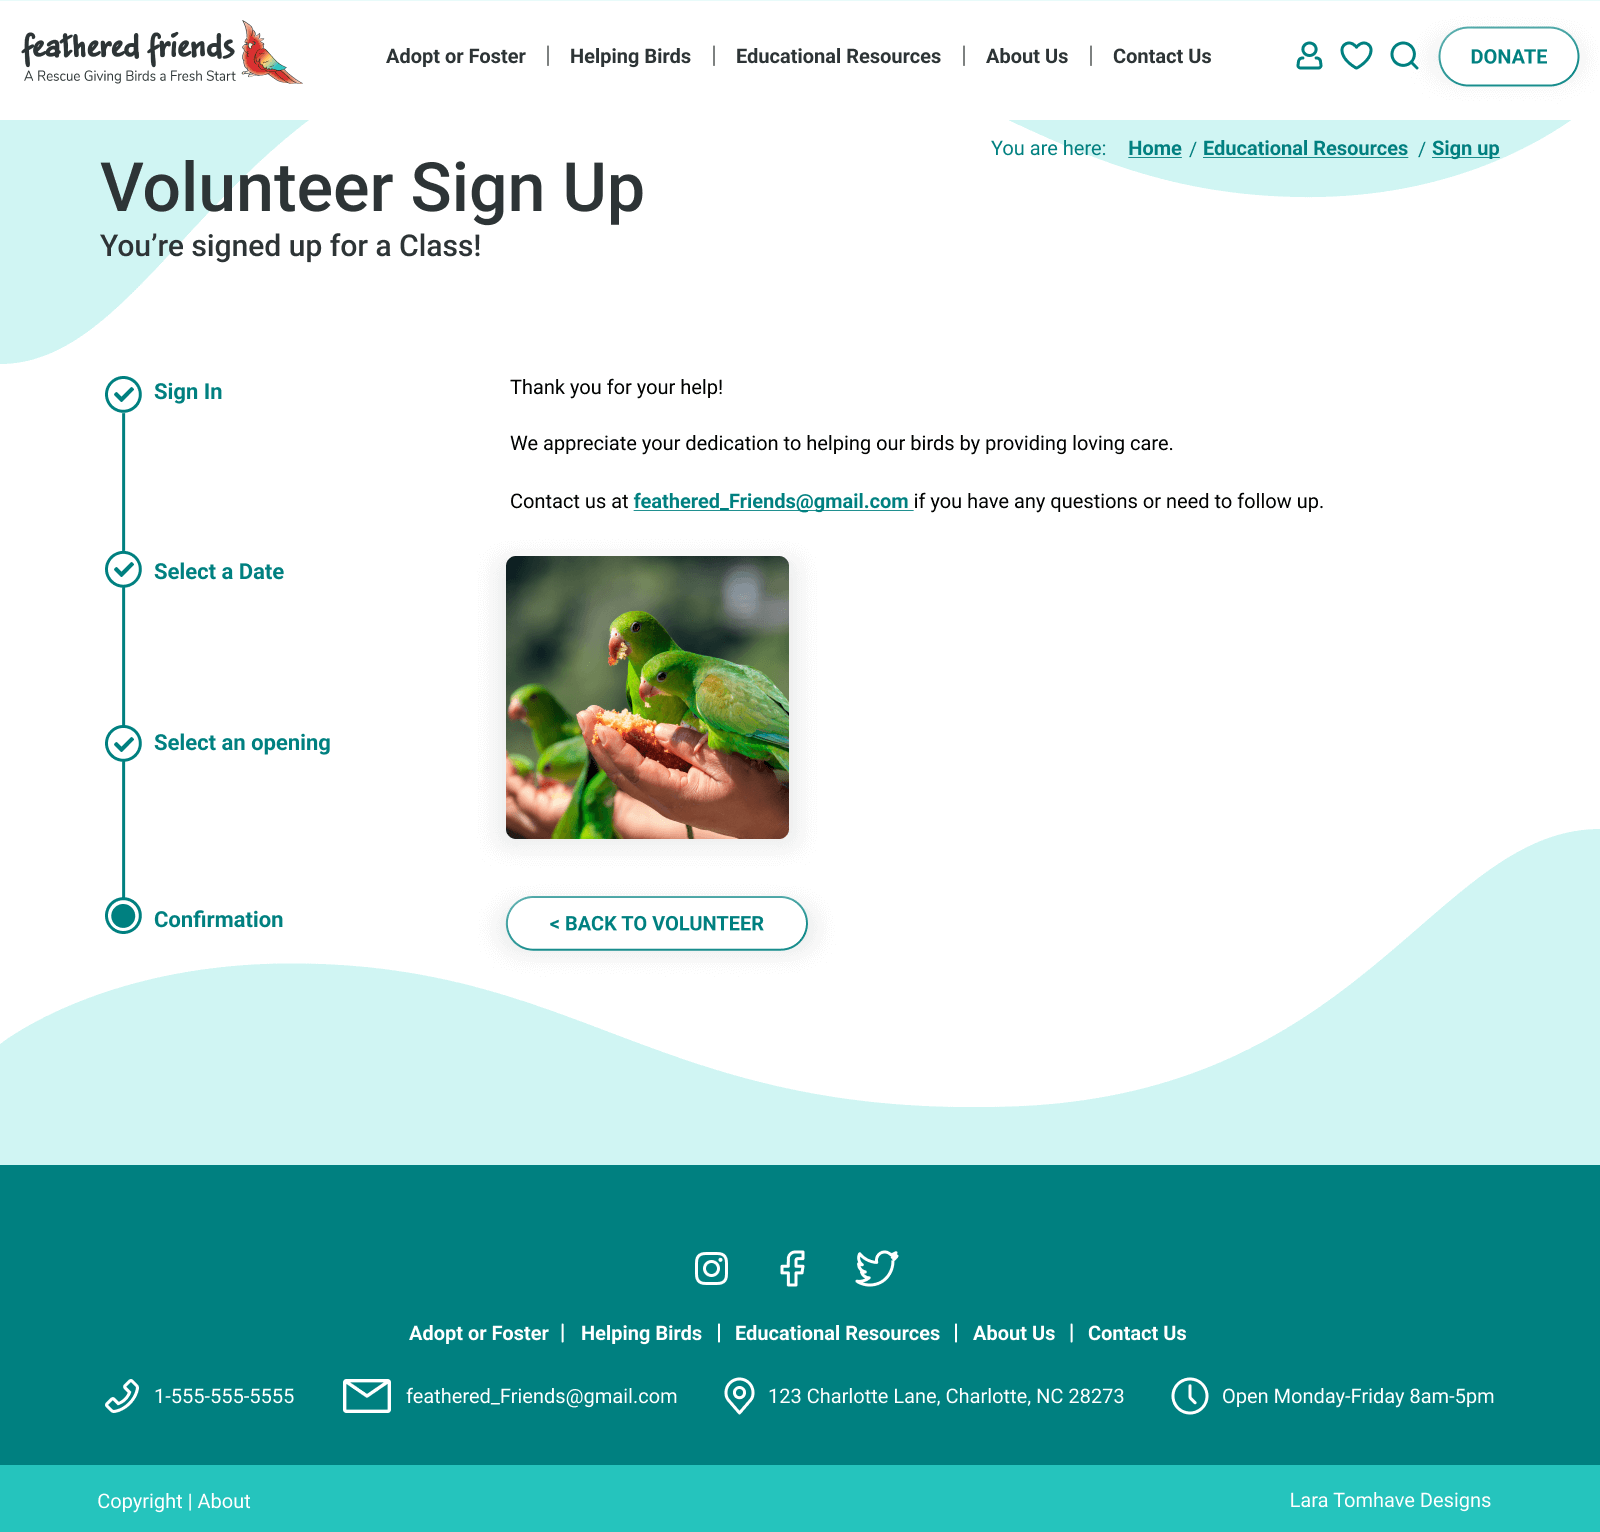 feathered friends
A Rescue Giving Birds a Fresh Start
Adopt or Foster | Helping Birds | Educational Resources | About Us | Contact Us
DONATE
You are here: Home / Educational Resources / Sign up
Volunteer Sign Up
You're signed up for a Class!
Sign In
Select a Date
Select an opening
Confirmation
Thank you for your help!
We appreciate your dedication to helping our birds by providing loving care.
Contact us at feathered_Friends@gmail.com if you have any questions or need to follow up.
< BACK TO VOLUNTEER
Adopt or Foster | Helping Birds | Educational Resources | About Us | Contact Us
1-555-555-5555
feathered_Friends@gmail.com
123 Charlotte Lane, Charlotte, NC 28273
Open Monday-Friday 8am-5pm
Copyright | About
Lara Tomhave Designs